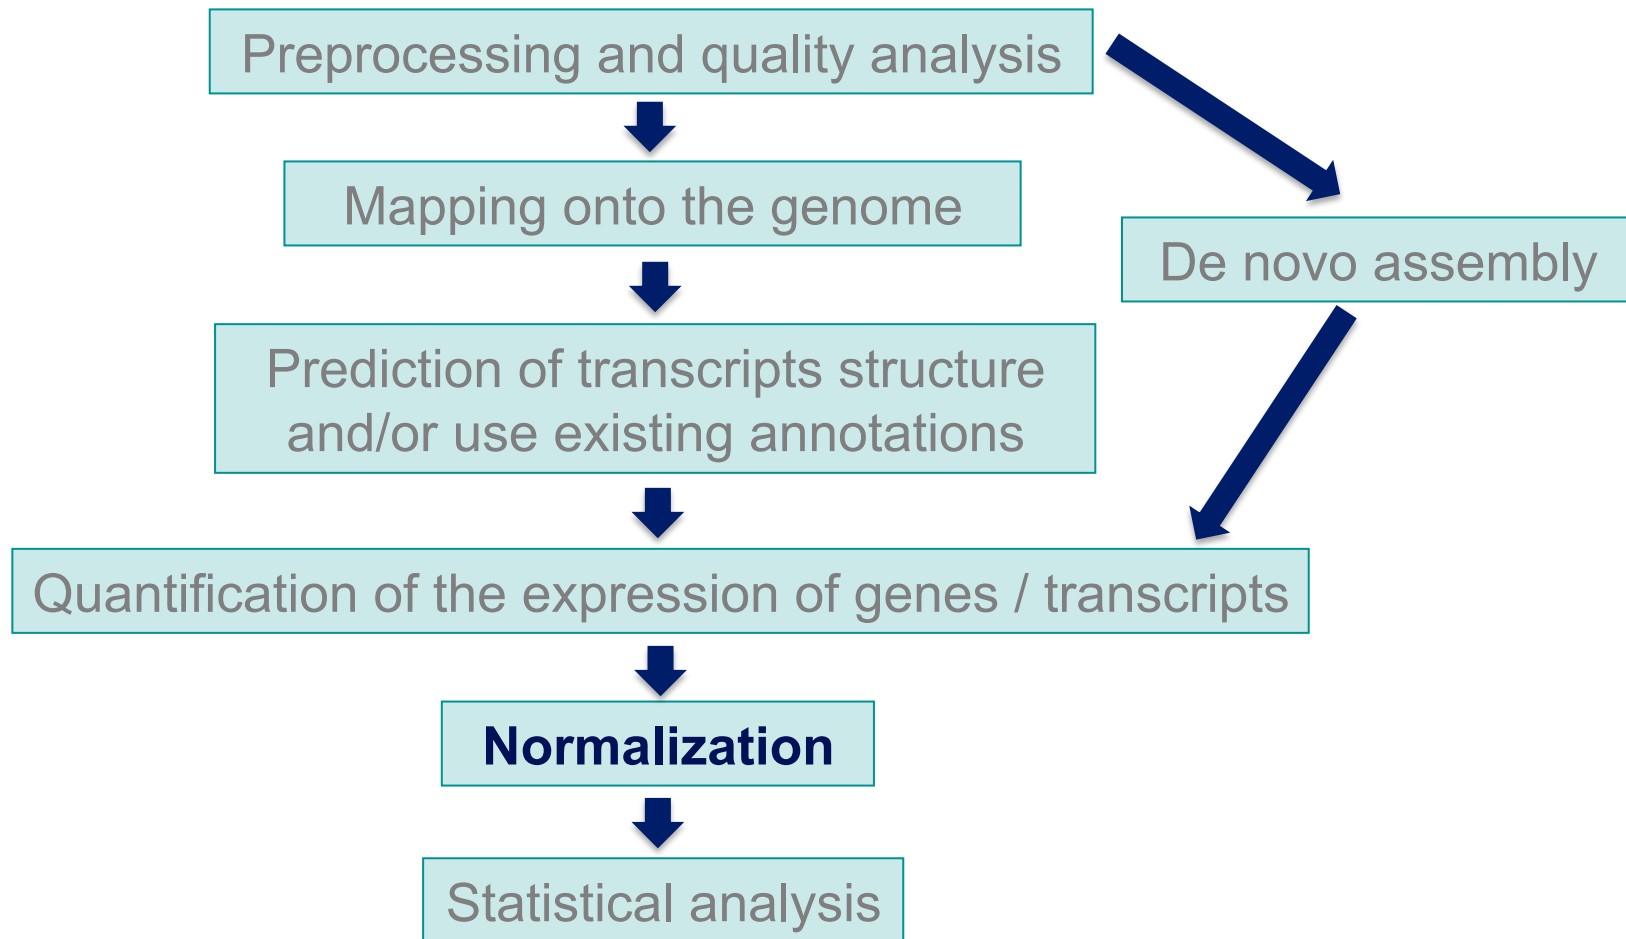 Preprocessing and quality analysis
Mapping onto the genome
De novo assembly
Prediction of transcripts structure
and/or use existing annotations
Quantification of the expression of genes / transcripts
Normalization
Statistical analysis